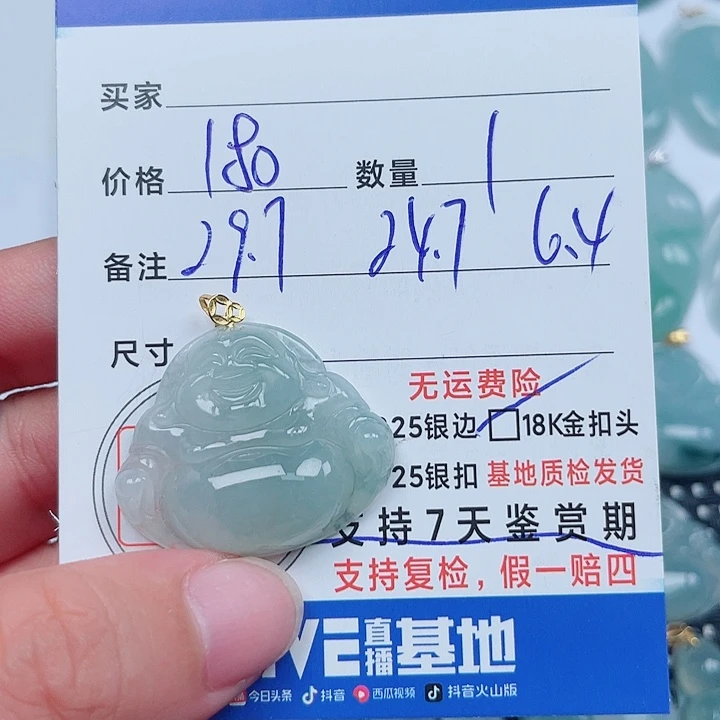 买家
价格 180 数量 1
备注 29.7 24.7 6.4
尺寸
无运费险
925银边 18K金扣头
925银扣 基地质检发货
支持7天鉴赏期
支持复检，假一赔四
直播基地
今日头条 抖音 西瓜视频 抖音火山版